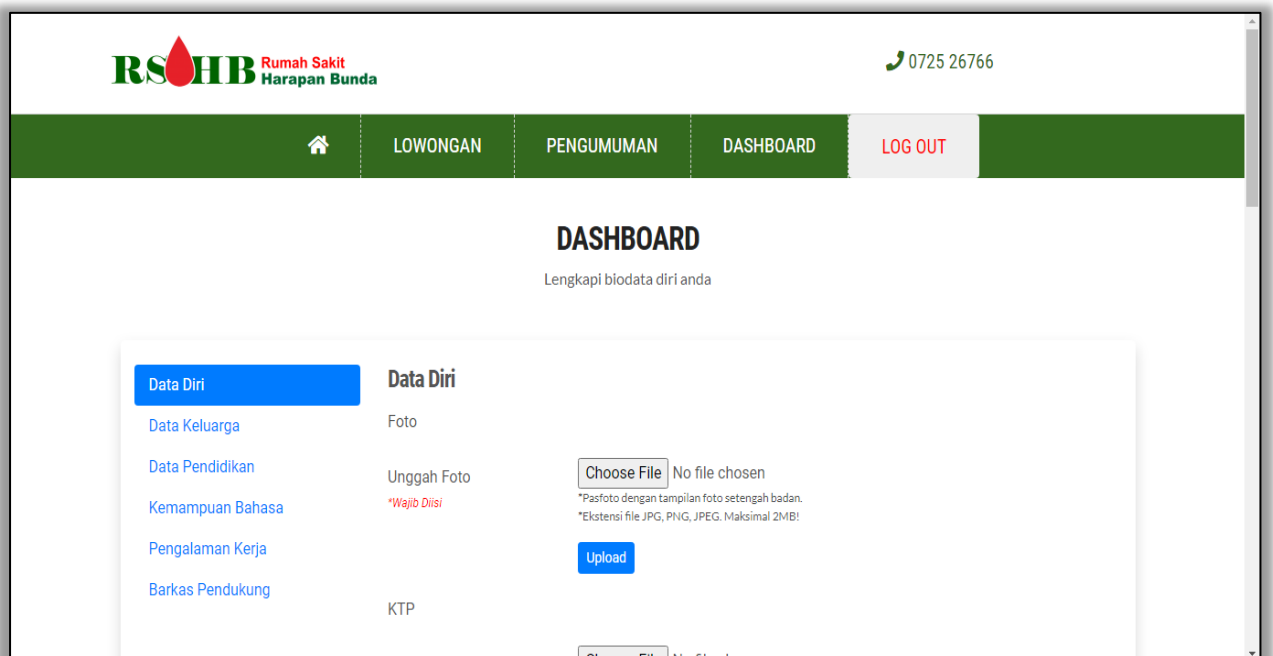 RSHB Rumah Sakit
Harapan Bunda
0725 26766
LOWONGAN
PENGUMUMAN
DASHBOARD
LOG OUT
DASHBOARD
Lengkapi biodata diri anda
Data Diri
Data Keluarga
Data Pendidikan
Kemampuan Bahasa
Pengalaman Kerja
Barkas Pendukung
Data Diri
Foto
Unggah Foto
*Wajib Diisi
Choose File No file chosen
*Pasfoto dengan tampilan foto setengah badan.
*Ekstensi file JPG, PNG, JPEG. Maksimal 2MB!
Upload
KTP